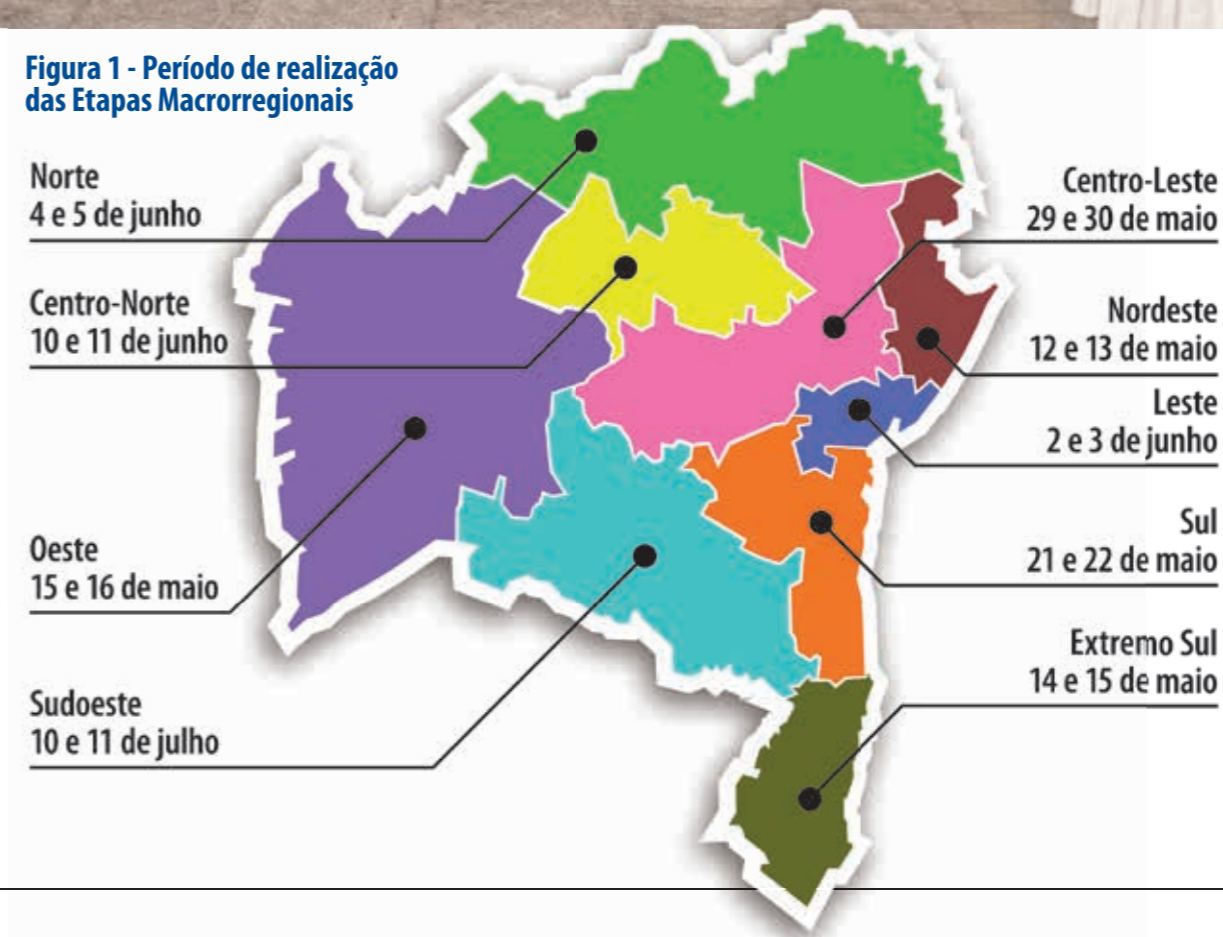 Figura 1 - Período de realização
das Etapas Macrorregionais
Norte
4 e 5 de junho
Centro-Norte
10 e 11 de junho
Oeste
15 e 16 de maio
Sudoeste
10 e 11 de julho
Centro-Leste
29 e 30 de maio
Nordeste
12 e 13 de maio
Leste
2 e 3 de junho
Sul
21 e 22 de maio
Extremo Sul
14 e 15 de maio